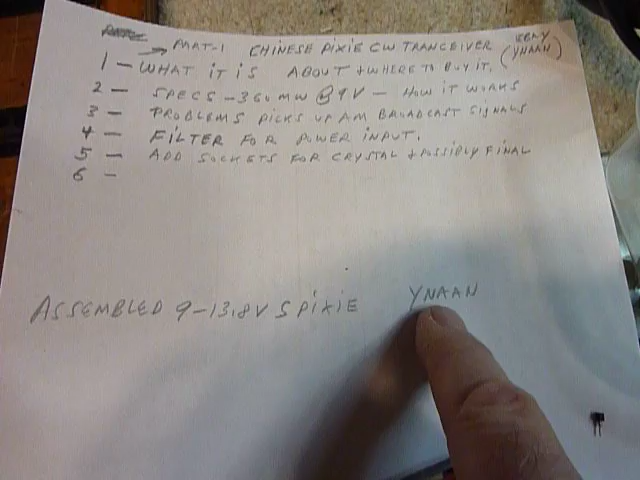 PART-1 CHINESE PIXIE CW TRANCEIVER (EBAY YNAAN)
1 - WHAT IT IS ABOUT + WHERE TO BUY IT.
2 - SPECS - 360 MW @ 9V - HOW IT WORKS
3 - PROBLEMS PICKS UP AM BROADCAST SIGNALS
4 - FILTER FOR POWER INPUT.
5 - ADD SOCKETS FOR CRYSTAL + POSSIPLY FINAL
6 -
ASSEMBLED 9-13.8V S PIXIE YNAAN